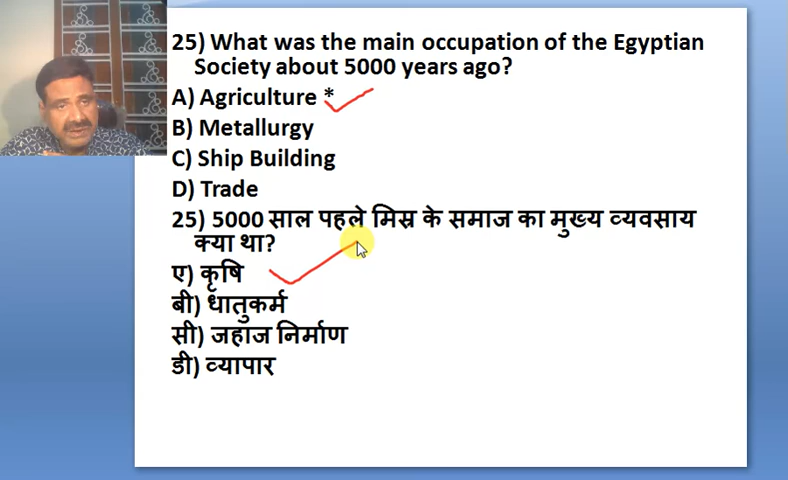 25) What was the main occupation of the Egyptian
Society about 5000 years ago?
A) Agriculture *
B) Metallurgy
C) Ship Building
D) Trade
25) 5000 साल पहले मिस्र के समाज का मुख्य व्यवसाय
क्या था?
ए) कृषि
बी) धातुकर्म
सी) जहाज निर्माण
डी) व्यापार